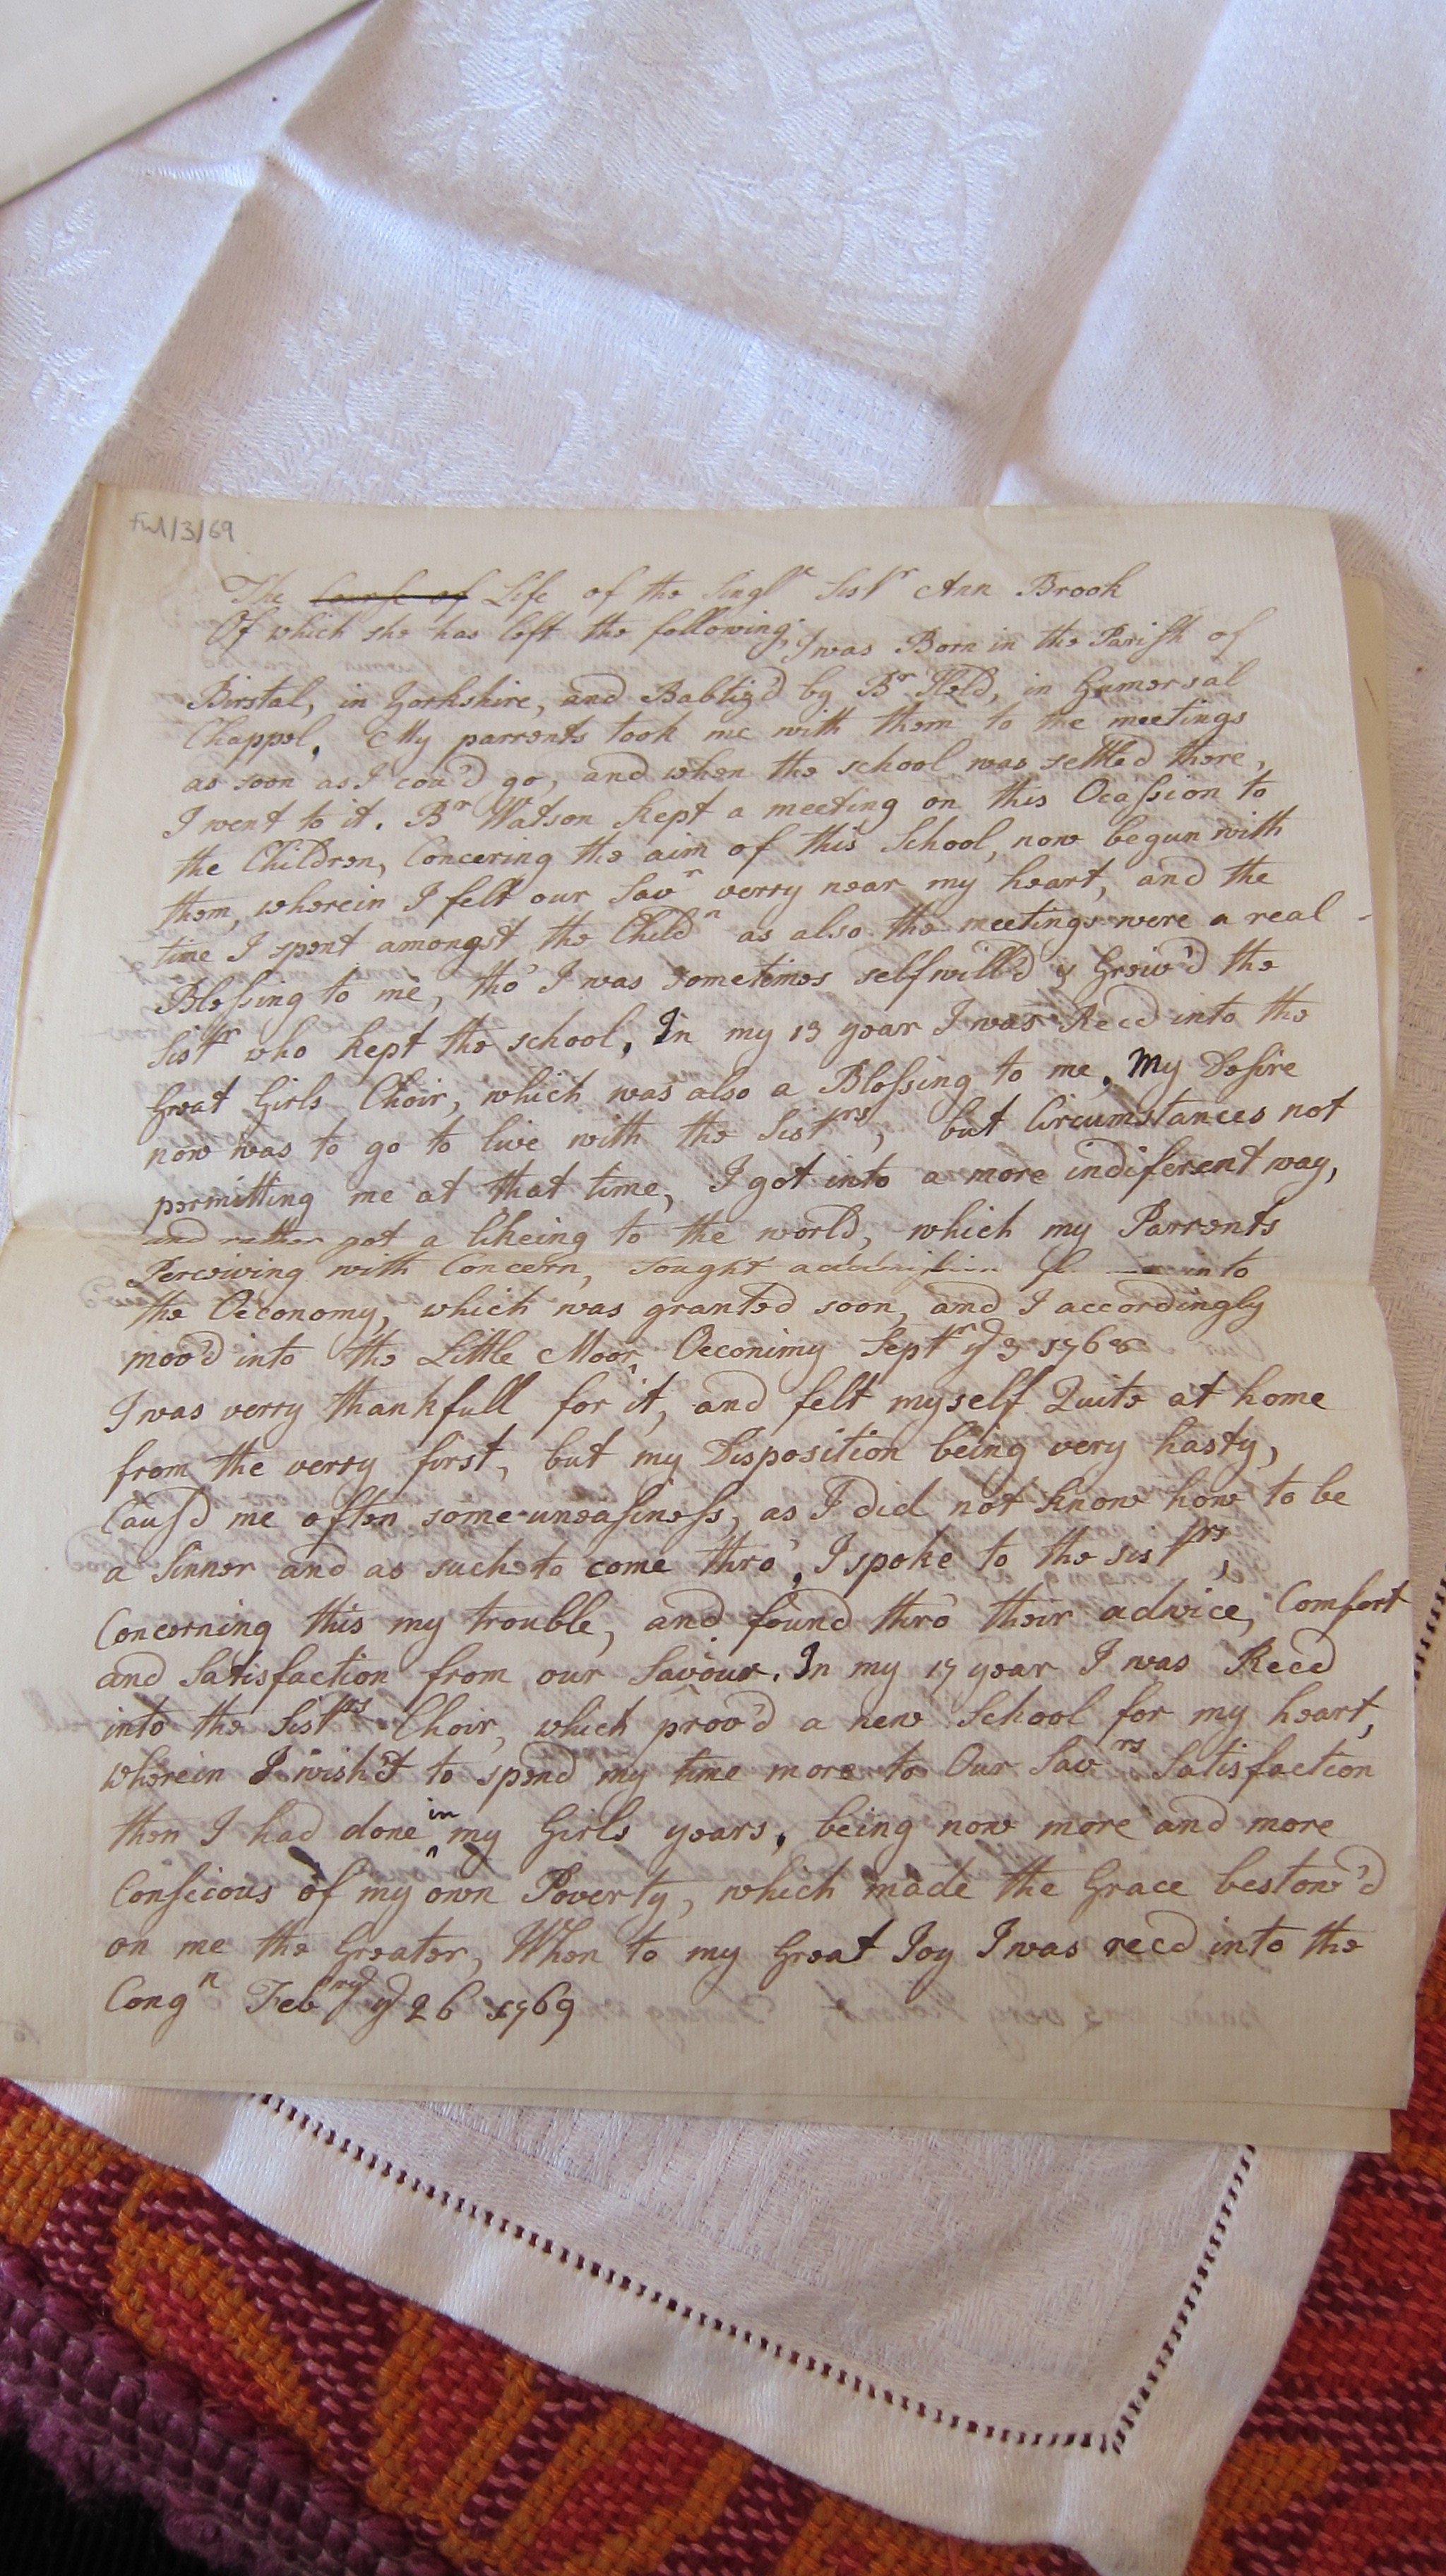 Ful/3/69
The Course of Life of the Singl^e Sist^r Ann Brook
Of which she has left the following: I was Born in the Parish of
Birstal, in Yorkshire, and Babtiz'd by B^r Held, in Gumersal
Chappel. My parrents took me with them to the meetings
as soon as I cou'd go, and when the school was settled there,
I went to it. B^r Watson kept a meeting on this Ocassion to
the Children, Concering the aim of this School, now begun with
them, wherein I felt our Sav^r verry near my heart, and the
time I spent amongst the Child^n as also the meetings were a real
Blessing to me, tho' I was sometimes selfwill'd & Greiv'd the
Sist^r who kept the school. In my 13 year I was Recd into the
Great Girls Choir, which was also a Blessing to me. My Desire
now was to go to live with the Sist^rs, but Circumstances not
permitting me at that time, I got into a more indiferent way,
and rather got a likeing to the world, which my Parrents
Perceiving with Concern, sought into
the Oeconomy, which was granted soon, and I accordingly
moov'd into the Little Moor Oeconimy Sept^r y^e 3 1768
I was verry thankfull for it, and felt myself Quite at home
from the verry first, but my Disposition being very hasty,
Caus'd me often some uneasiness, as I did not know how to be
a Sinner and as such to come thro'. I spoke to the sist^rs,
Concerning this my trouble, and found thro' their advice, Comfort
and Satisfaction from our Saviour. In my 17 year I was Recd
into the Sist^rs Choir, which proov'd a new School for my heart,
wherein I wish't to spend my time more to Our Sav^rs Satisfaction
then I had done ^in my Girls years, being now more and more
Conscious of my own Poverty, which made the Grace bestow'd
on me the Greater, When to my Great Joy I was recd into the
Cong^n Feb^ry y^e 26 1769